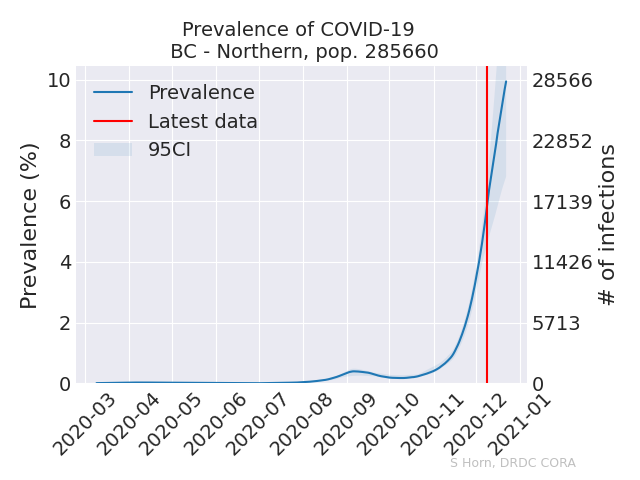 Prevalence of COVID-19
BC - Northern, pop. 285660
Prevalence
Latest data
95CI
Prevalence (%)
10
8
6
4
2
0
28566
22852
17139
11426
5713
0
# of infections
2020-03
2020-04
2020-05
2020-06
2020-07
2020-08
2020-09
2020-10
2020-11
2020-12
2021-01
S Horn, DRDC CORA